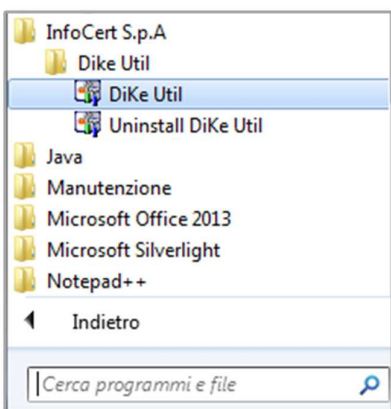 InfoCert S.p.A
Dike Util
DiKe Util
Uninstall DiKe Util
Java
Manutenzione
Microsoft Office 2013
Microsoft Silverlight
Notepad++
Indietro
Cerca programmi e file